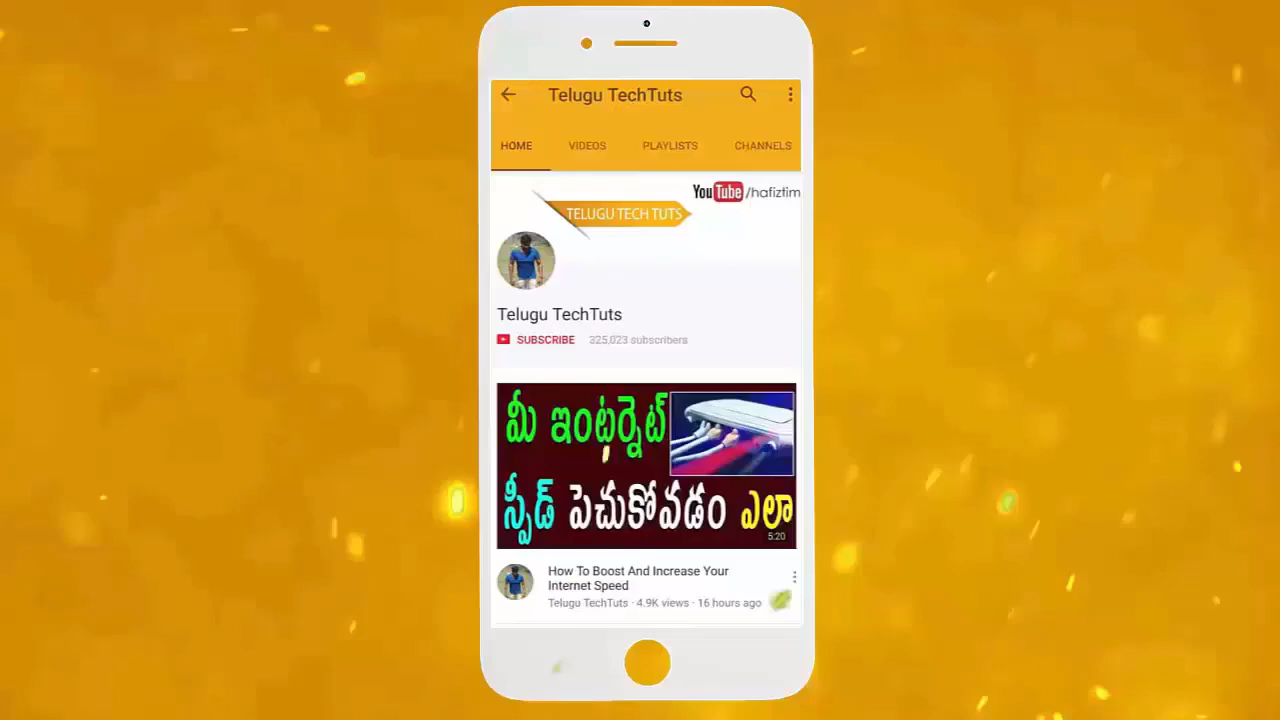 Telugu TechTuts
HOME VIDEOS PLAYLISTS CHANNELS
YouTube/hafiztim
TELUGU TECH TUTS
Telugu TechTuts
SUBSCRIBE 325,023 subscribers
మీ ఇంటర్నెట్
స్పీడ్ పెచుకోవడం ఎలా
5:20
How To Boost And Increase Your
Internet Speed
Telugu TechTuts · 4.9K views · 16 hours ago